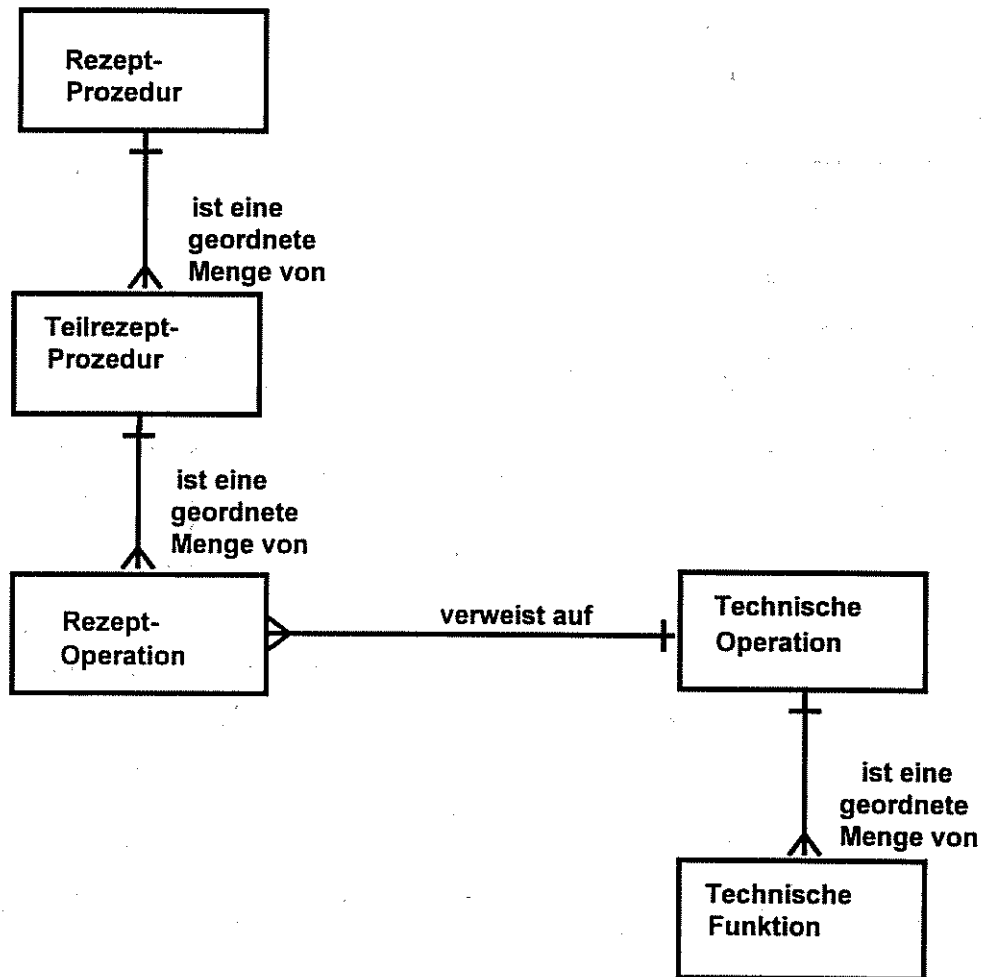 Rezept-
Prozedur
ist eine
geordnete
Menge von
Teilrezept-
Prozedur
ist eine
geordnete
Menge von
Rezept-
Operation
verweist auf
Technische
Operation
ist eine
geordnete
Menge von
Technische
Funktion